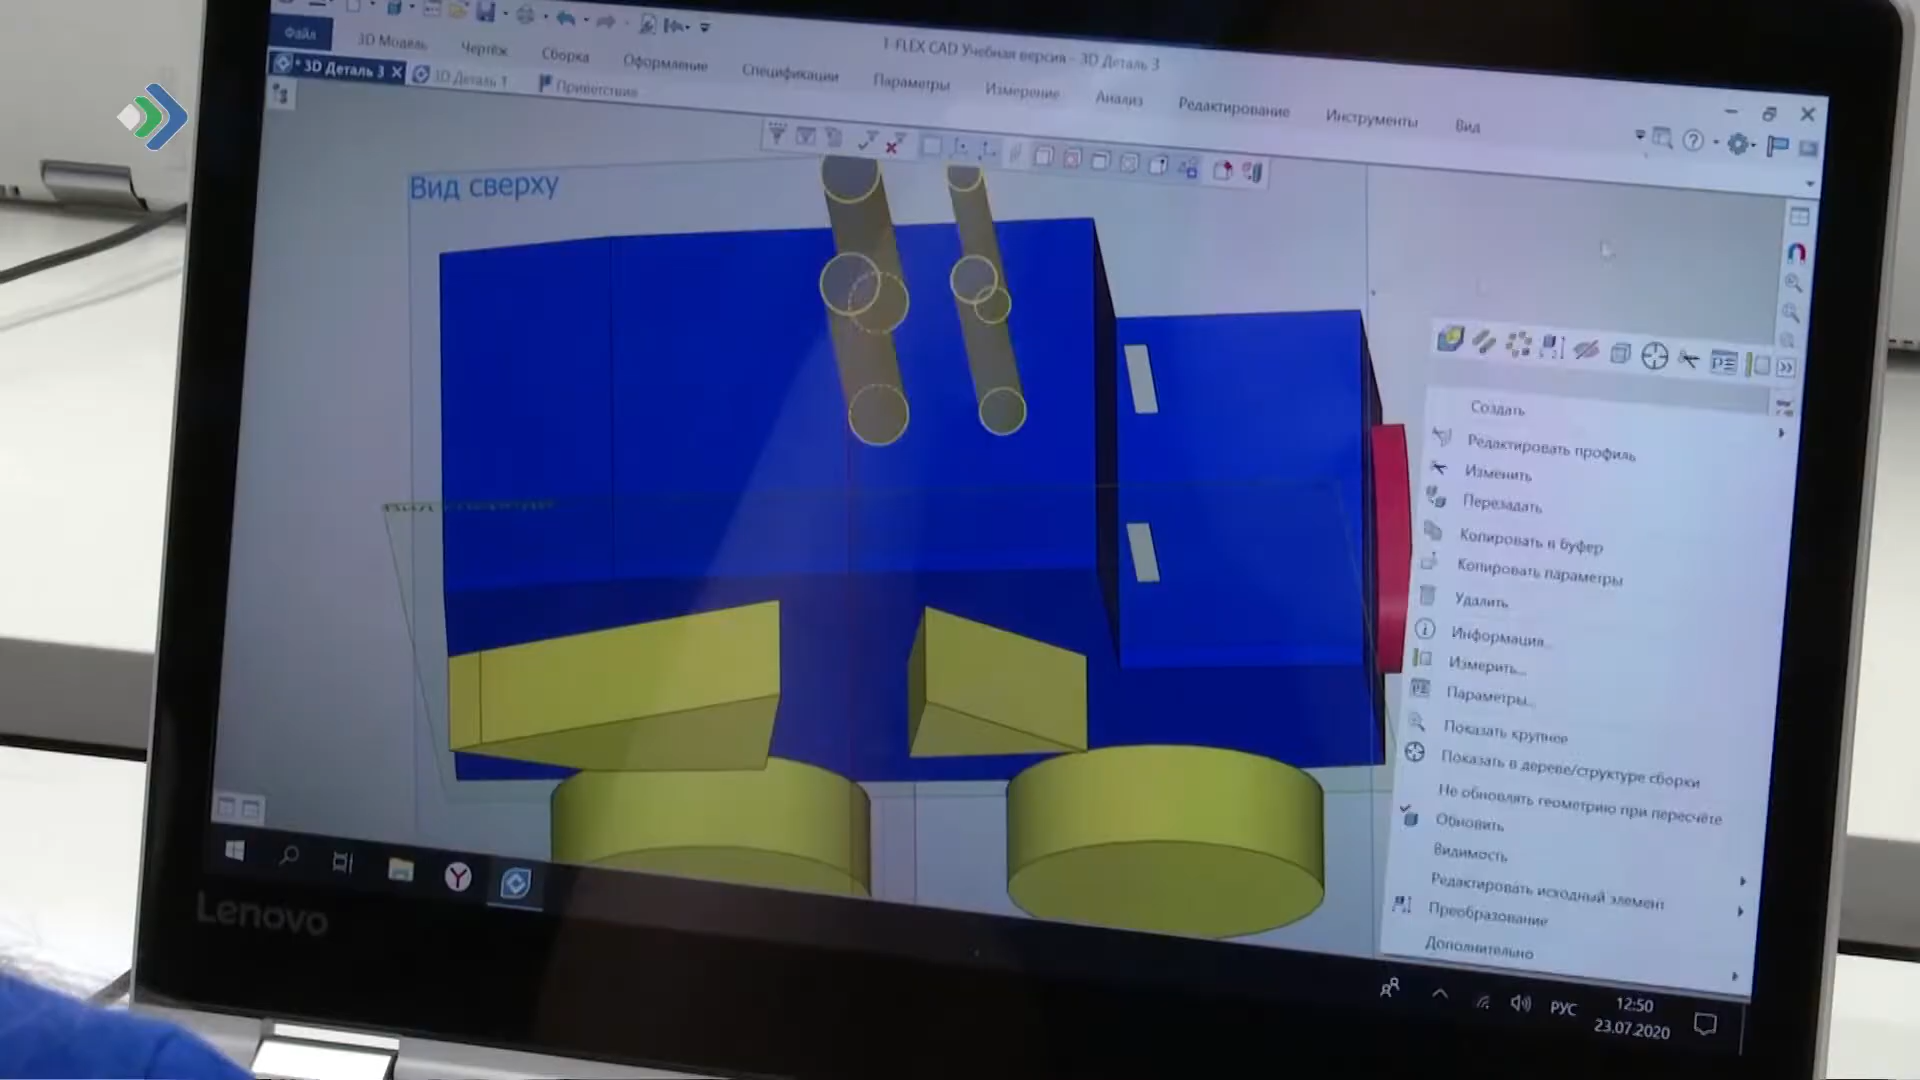 T-FLEX CAD Учебная версия - 3D Деталь 3
Файл
3D Модель
Чертёж
Сборка
Оформление
Спецификации
Параметры
Измерение
Анализ
Редактирование
Инструменты
Вид
* 3D Деталь 3
3D Деталь 1
Приветствие
Вид сверху
Создать
Редактировать профиль
Изменить
Перезадать
Копировать в буфер
Копировать параметры
Удалить
Информация...
Измерить...
Параметры...
Показать крупнее
Показать в дереве/структуре сборки
Не обновлять геометрию при пересчёте
Обновить
Видимость
Редактировать исходный элемент
Преобразование
Дополнительно
РУС
12:50
23.07.2020
Lenovo